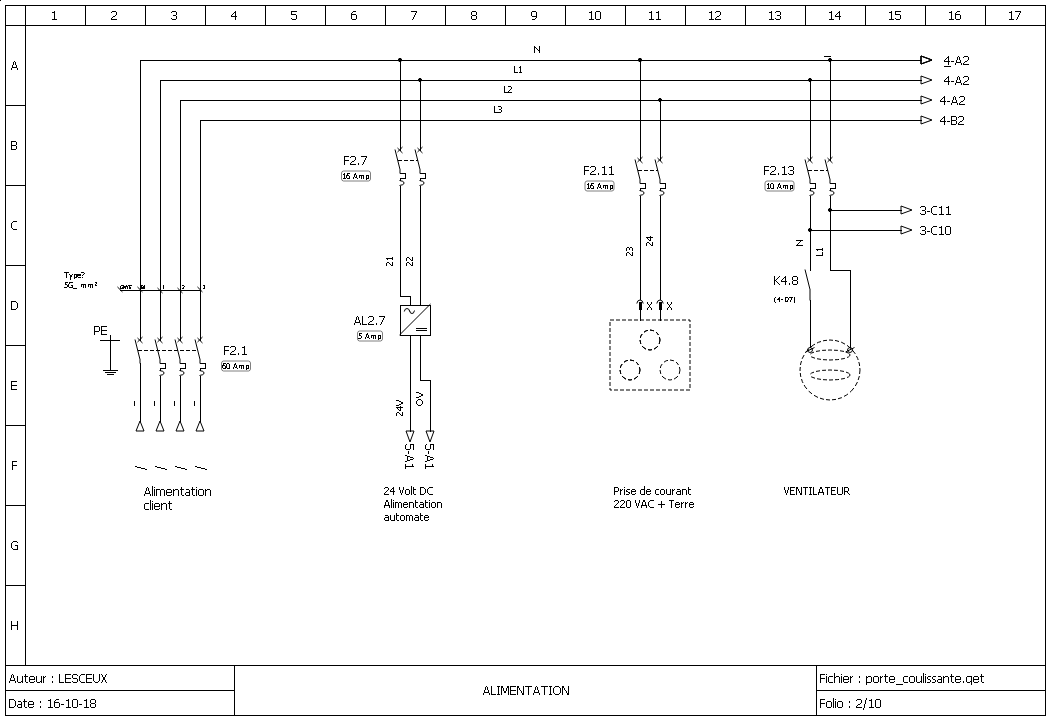 1 2 3 4 5 6 7 8 9 10 11 12 13 14 15 16 17
A
B
C
D
E
F
G
H
N
L1
L2
L3
4-A2
4-A2
4-A2
4-B2
F2.7
16 Amp
F2.11
16 Amp
F2.13
10 Amp
3-C11
3-C10
21
22
23
24
N
L1
Type?
5G_ mm²
1
2
3
PE
F2.1
60 Amp
AL2.7
5 Amp
X X
K4.8
(4-D7)
24V
0V
5-A1
5-A1
Alimentation
client
24 Volt DC
Alimentation
automate
Prise de courant
220 VAC + Terre
VENTILATEUR
Auteur : LESCEUX
Date : 16-10-18
ALIMENTATION
Fichier : porte_coulissante.qet
Folio : 2/10